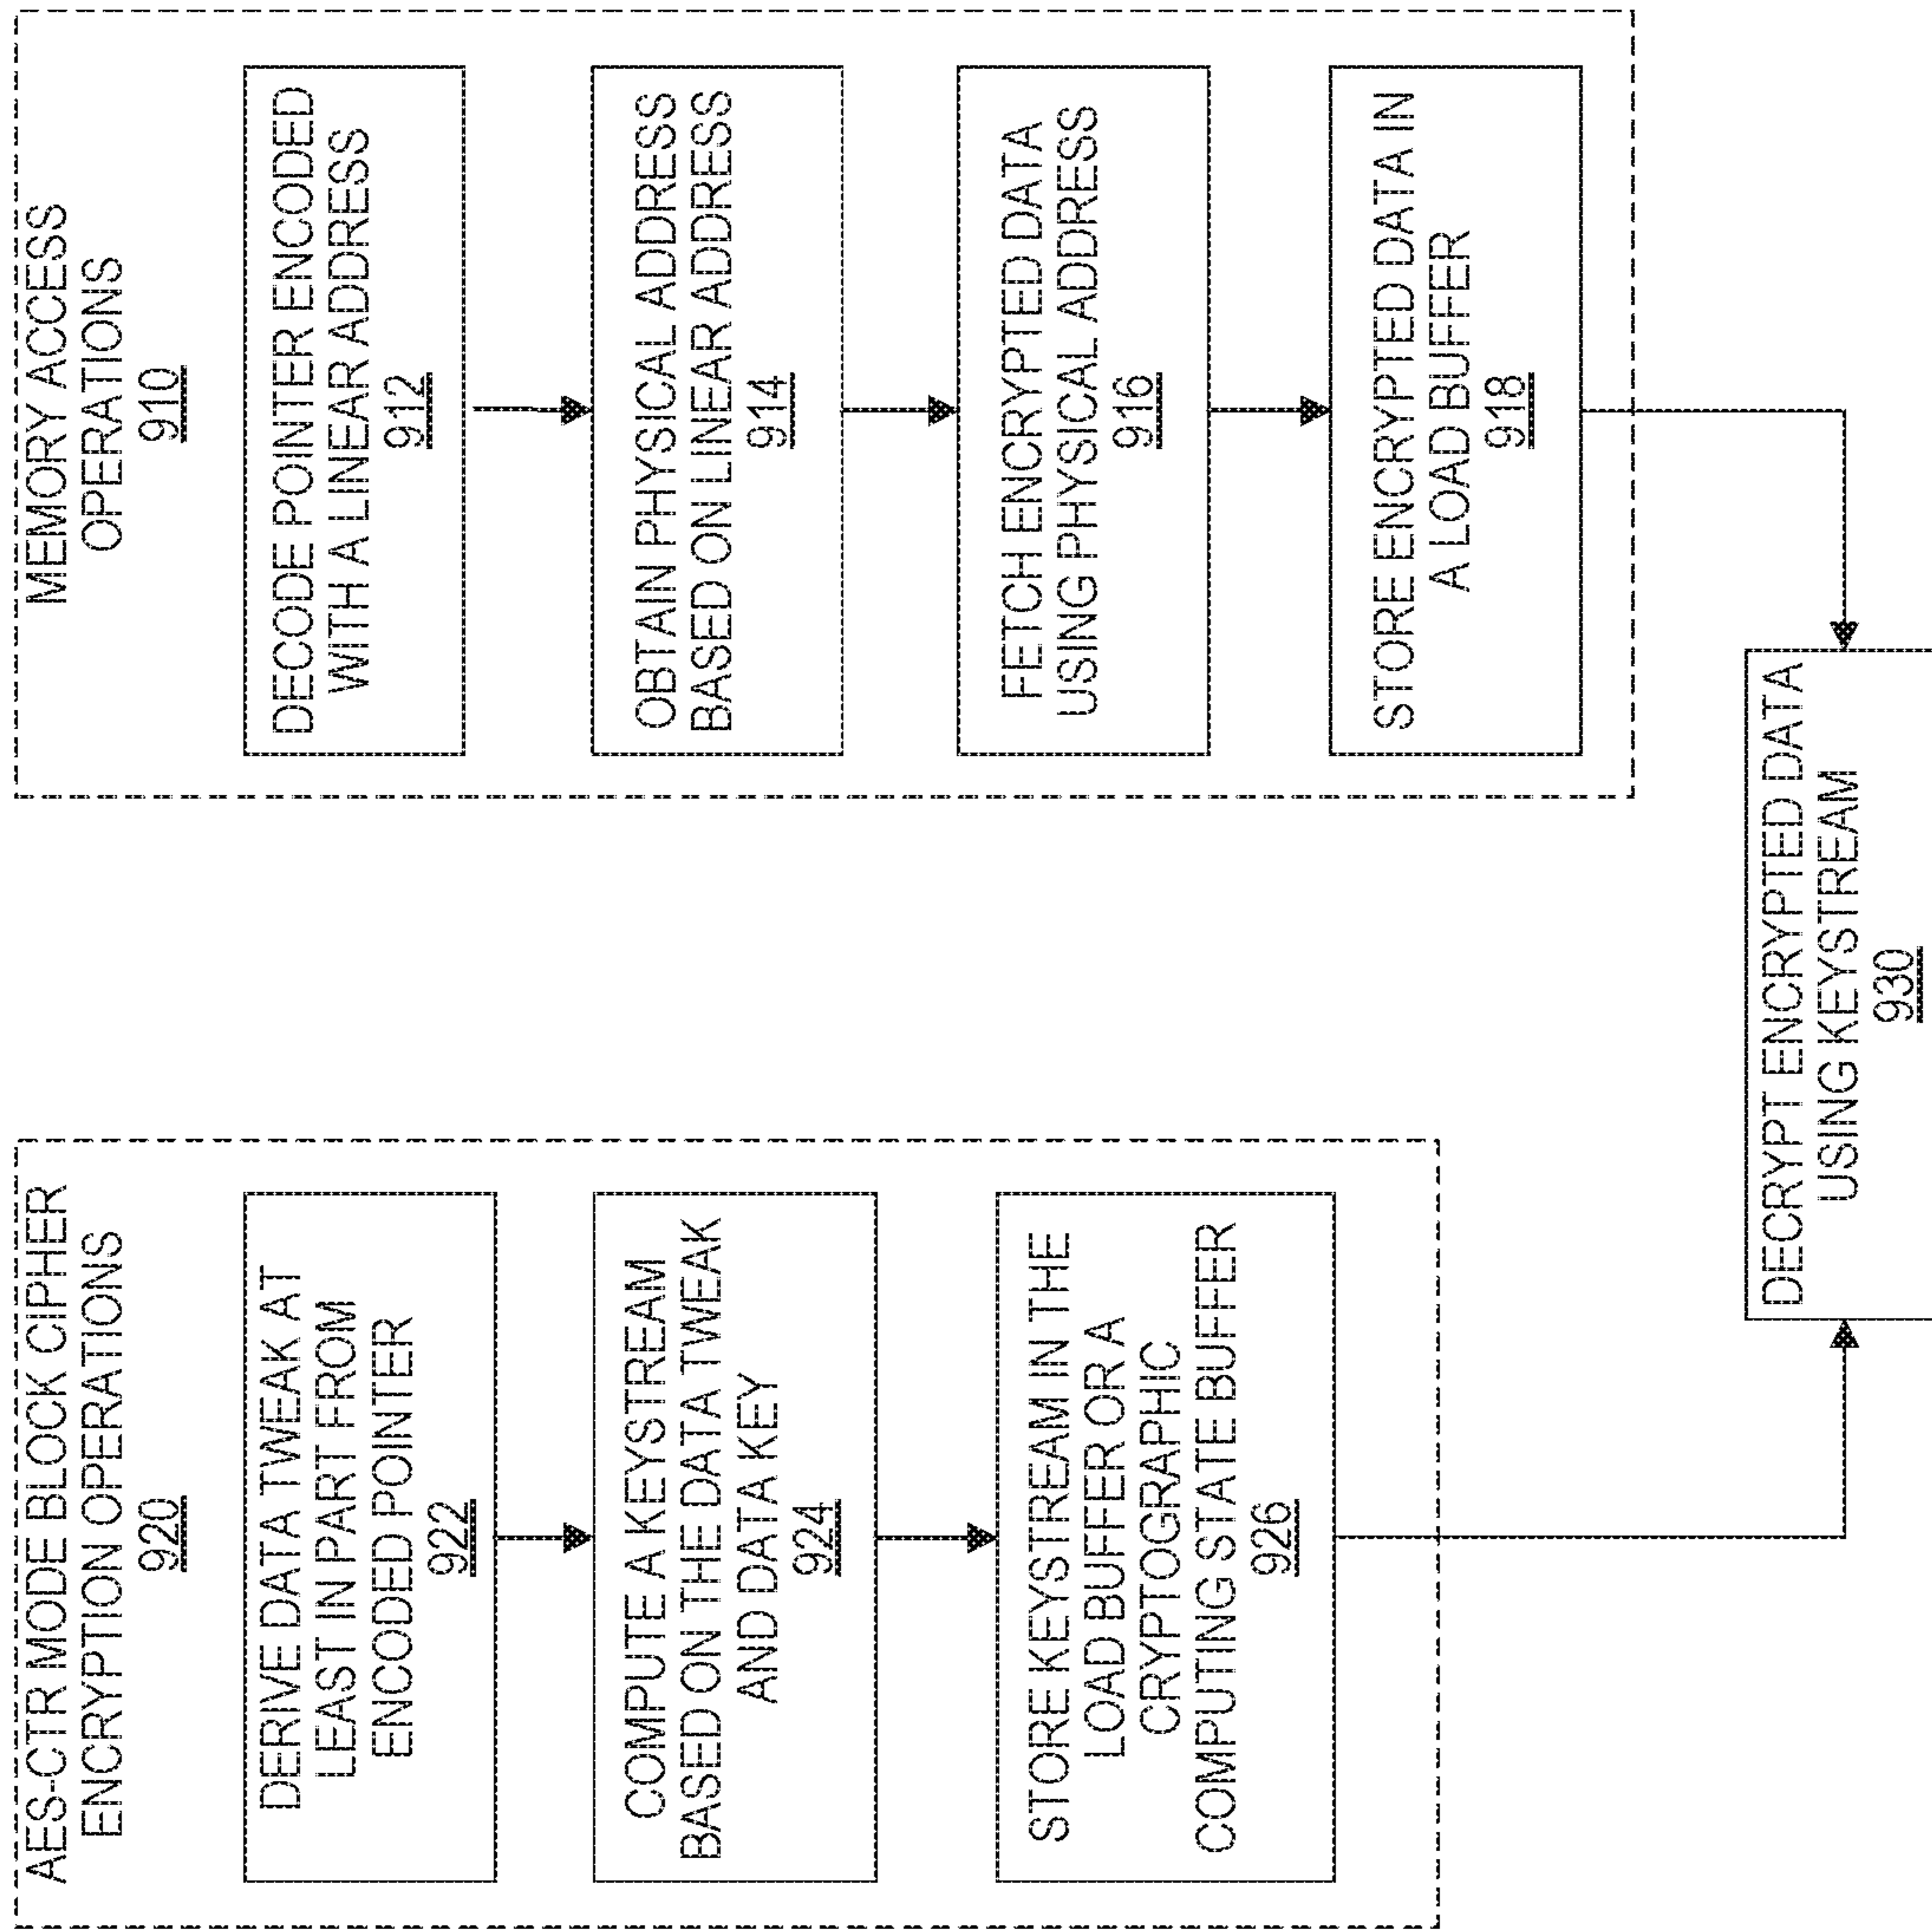 AES-CTR MODE BLOCK CIPHER
ENCRYPTION OPERATIONS
920
DERIVE DATA TWEAK AT
LEAST IN PART FROM
ENCODED POINTER
922
COMPUTE A KEYSTREAM
BASED ON THE DATA TWEAK
AND DATA KEY
924
STORE KEYSTREAM IN THE
LOAD BUFFER OR A
CRYPTOGRAPHIC
COMPUTING STATE BUFFER
926
MEMORY ACCESS
OPERATIONS
910
DECODE POINTER ENCODED
WITH A LINEAR ADDRESS
912
OBTAIN PHYSICAL ADDRESS
BASED ON LINEAR ADDRESS
914
FETCH ENCRYPTED DATA
USING PHYSICAL ADDRESS
916
STORE ENCRYPTED DATA IN
A LOAD BUFFER
918
DECRYPT ENCRYPTED DATA
USING KEYSTREAM
930